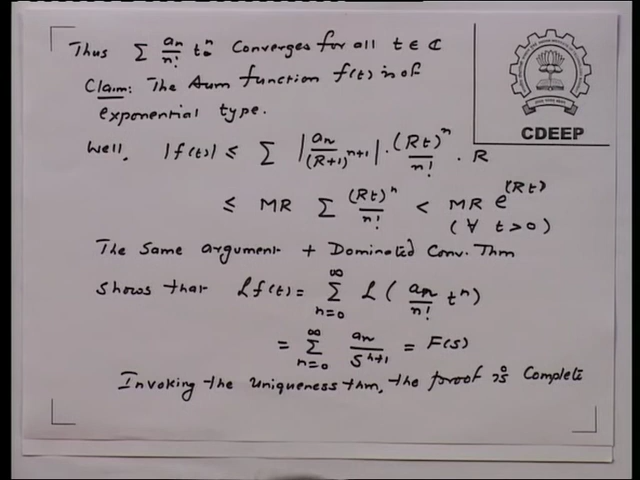 Thus Σ aₙ/n! tⁿ Converges for all t ∈ ℂ
Claim: The Sum function f(t) is of
exponential type.
Well, |f(t)| ≤ Σ |aₙ/(R+1)ⁿ⁺¹| · (Rt)ⁿ/n! · R
≤ MR Σ (Rt)ⁿ/n! < MR e^(Rt)
(∀ t>0)
The Same argument + Dominated Conv. Thm
Shows that ℒf(t) = Σ_{n=0}^{∞} ℒ(aₙ/n! tⁿ)
= Σ_{n=0}^{∞} aₙ/Sⁿ⁺¹ = F(s)
Invoking the Uniqueness thm, the proof is Complete
CDEEP